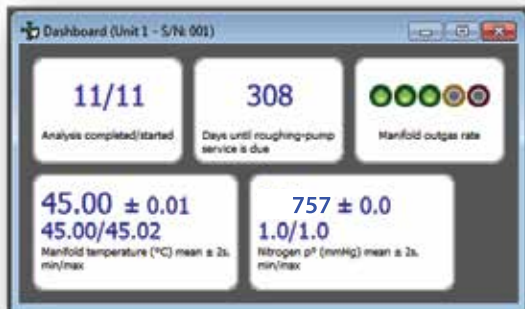 Dashboard (Unit 1 - S/N: 001)
11/11
Analysis completed/started
308
Days until roughing-pump
service is due
Manifold outgas rate
45.00 ± 0.01
45.00/45.02
Manifold temperature (°C) mean ± 2s,
min/max
757 ± 0.0
1.0/1.0
Nitrogen p° (mmHg) mean ± 2s,
min/max